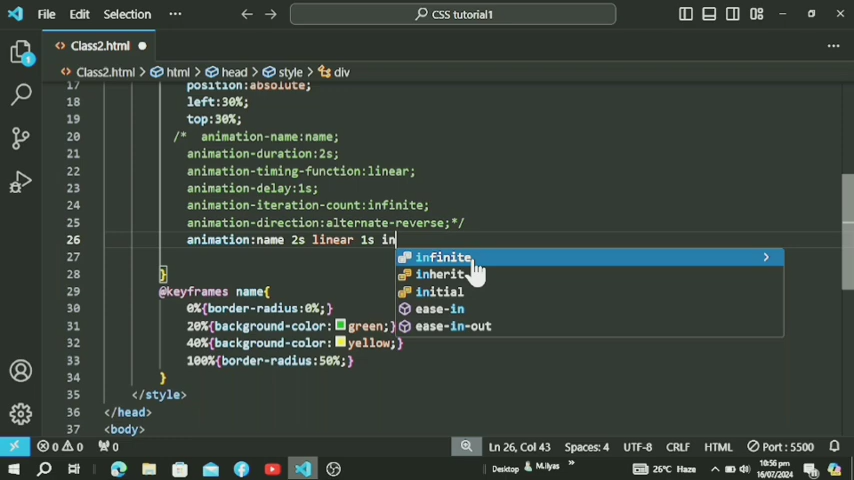 File Edit Selection ··· CSS tutorial1
Class2.html
Class2.html > html > head > style > div
17 position:absolute;
18 left:30%;
19 top:30%;
20 /* animation-name:name;
21 animation-duration:2s;
22 animation-timing-function:linear;
23 animation-delay:1s;
24 animation-iteration-count:infinite;
25 animation-direction:alternate-reverse;*/
26 animation:name 2s linear 1s in
27 infinite
inherit
28 }
initial
29 @keyframes name{
ease-in
30 0%{border-radius:0%;}
ease-in-out
31 20%{background-color: green;}
32 40%{background-color: yellow;}
33 100%{border-radius:50%;}
34 }
35 </style>
36 </head>
37 <body>
0 0 0 Ln 26, Col 43 Spaces: 4 UTF-8 CRLF HTML Port : 5500
Desktop M.Ilyas » 26°C Haze 10:56 pm
16/07/2024